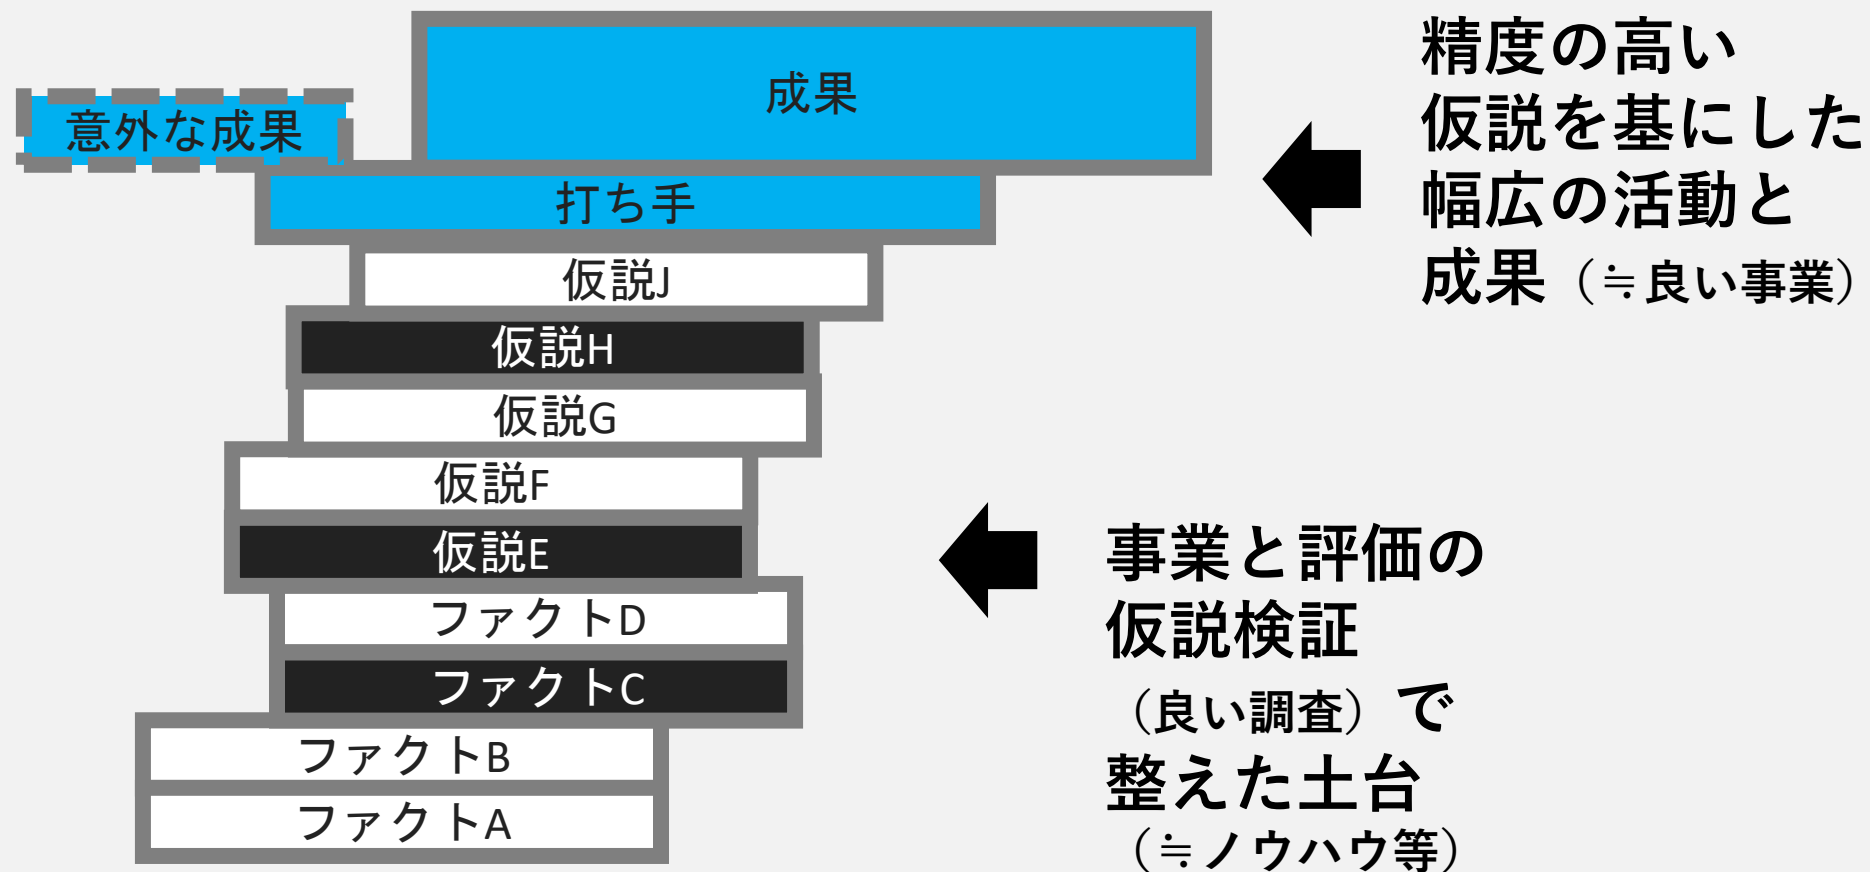 成果
意外な成果
打ち手
仮説J
仮説H
仮説G
仮説F
仮説E
ファクトD
ファクトC
ファクトB
ファクトA
精度の高い
仮説を基にした
幅広の活動と
成果（≒良い事業）
事業と評価の
仮説検証
（良い調査）で
整えた土台
（≒ノウハウ等）